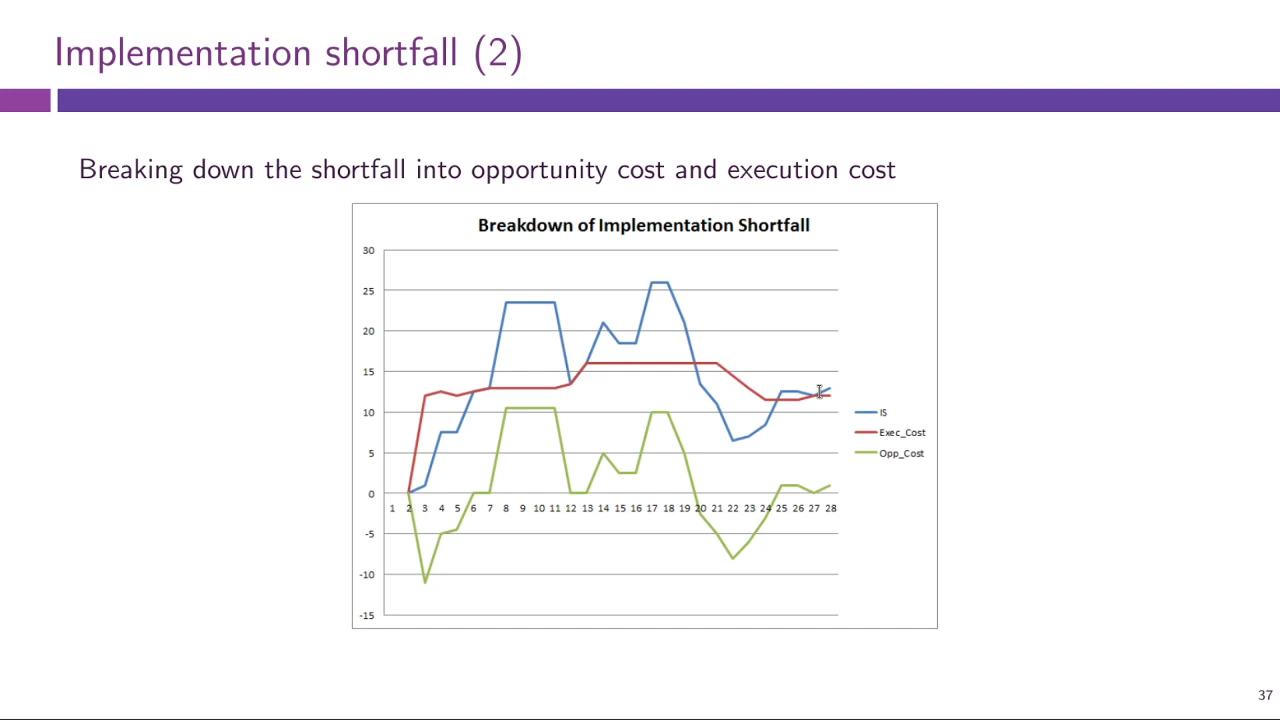 Implementation shortfall (2)
Breaking down the shortfall into opportunity cost and execution cost
Breakdown of Implementation Shortfall
30
25
20
15
10
5
0
-5
-10
-15
1 2 3 4 5 6 7 8 9 10 11 12 13 14 15 16 17 18 19 20 21 22 23 24 25 26 27 28
IS
Exec_Cost
Opp_Cost
37